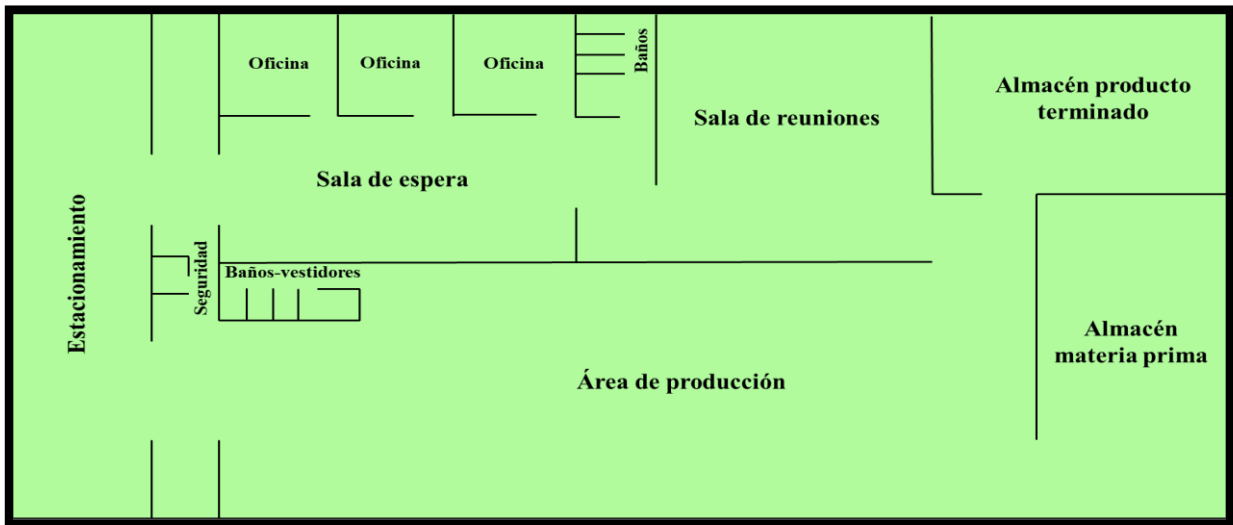 Oficina
Oficina
Oficina
Baños
Sala de reuniones
Almacén producto
terminado
Sala de espera
Estacionamiento
Seguridad
Baños-vestidores
Área de producción
Almacén
materia prima